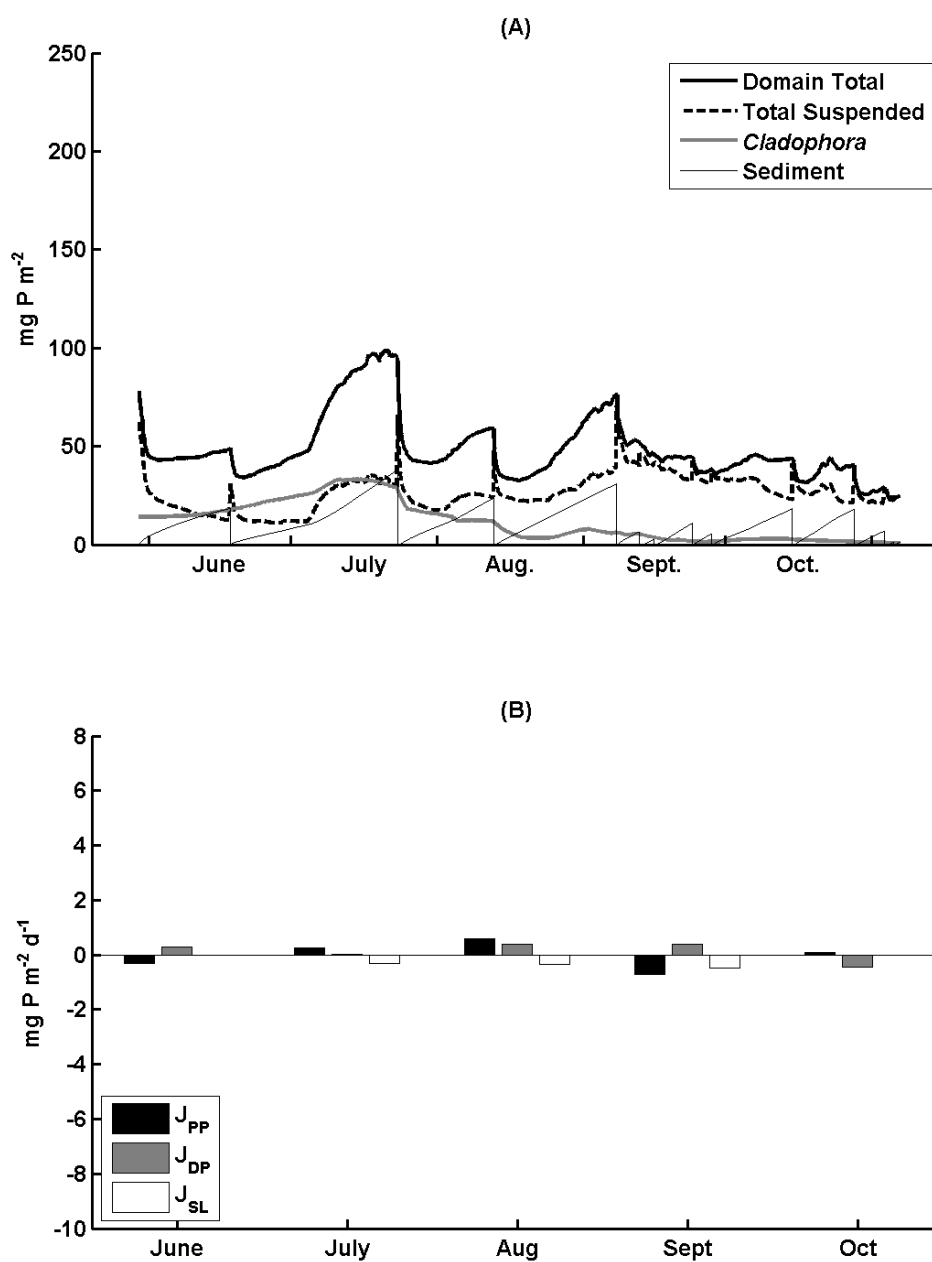 (A)
250
200
150
100
50
0
mg P m-2
Domain Total
Total Suspended
Cladophora
Sediment
June July Aug. Sept. Oct.
(B)
8
6
4
2
0
-2
-4
-6
-8
-10
mg P m-2 d-1
JPP
JDP
JSL
June July Aug Sept Oct